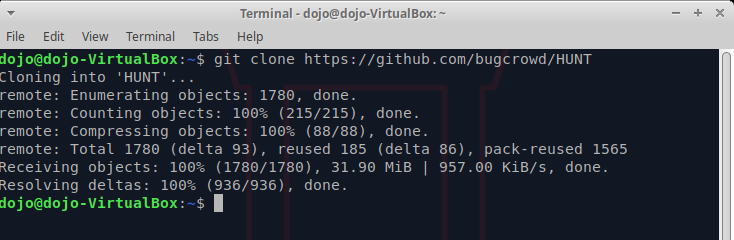 Terminal - dojo@dojo-VirtualBox: ~
File Edit View Terminal Tabs Help
dojo@dojo-VirtualBox:~$ git clone https://github.com/bugcrowd/HUNT
Cloning into 'HUNT'...
remote: Enumerating objects: 1780, done.
remote: Counting objects: 100% (215/215), done.
remote: Compressing objects: 100% (88/88), done.
remote: Total 1780 (delta 93), reused 185 (delta 86), pack-reused 1565
Receiving objects: 100% (1780/1780), 31.90 MiB | 957.00 KiB/s, done.
Resolving deltas: 100% (936/936), done.
dojo@dojo-VirtualBox:~$